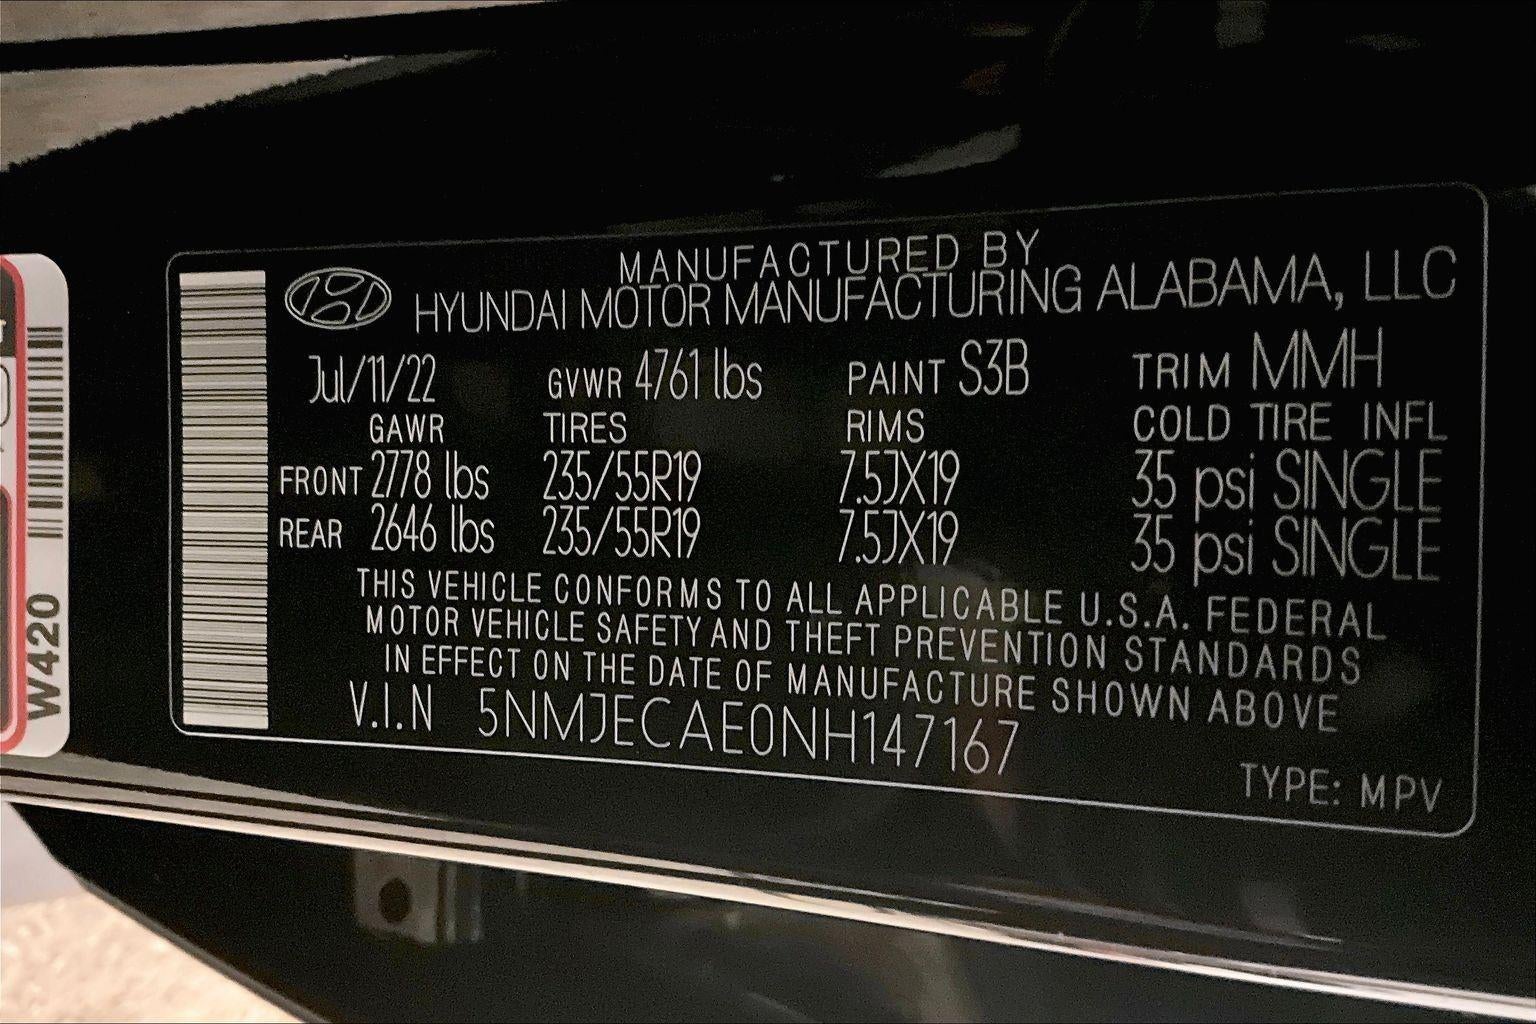 MANUFACTURED BY
HYUNDAI MOTOR MANUFACTURING ALABAMA, LLC
Jul/11/22 GVWR 4761 lbs PAINT S3B TRIM MMH
GAWR TIRES RIMS COLD TIRE INFL
FRONT 2778 lbs 235/55R19 7.5JX19 35 psi SINGLE
REAR 2646 lbs 235/55R19 7.5JX19 35 psi SINGLE
THIS VEHICLE CONFORMS TO ALL APPLICABLE U.S.A. FEDERAL
MOTOR VEHICLE SAFETY AND THEFT PREVENTION STANDARDS
IN EFFECT ON THE DATE OF MANUFACTURE SHOWN ABOVE
V.I.N 5NMJECAE0NH147167
TYPE: MPV
W420